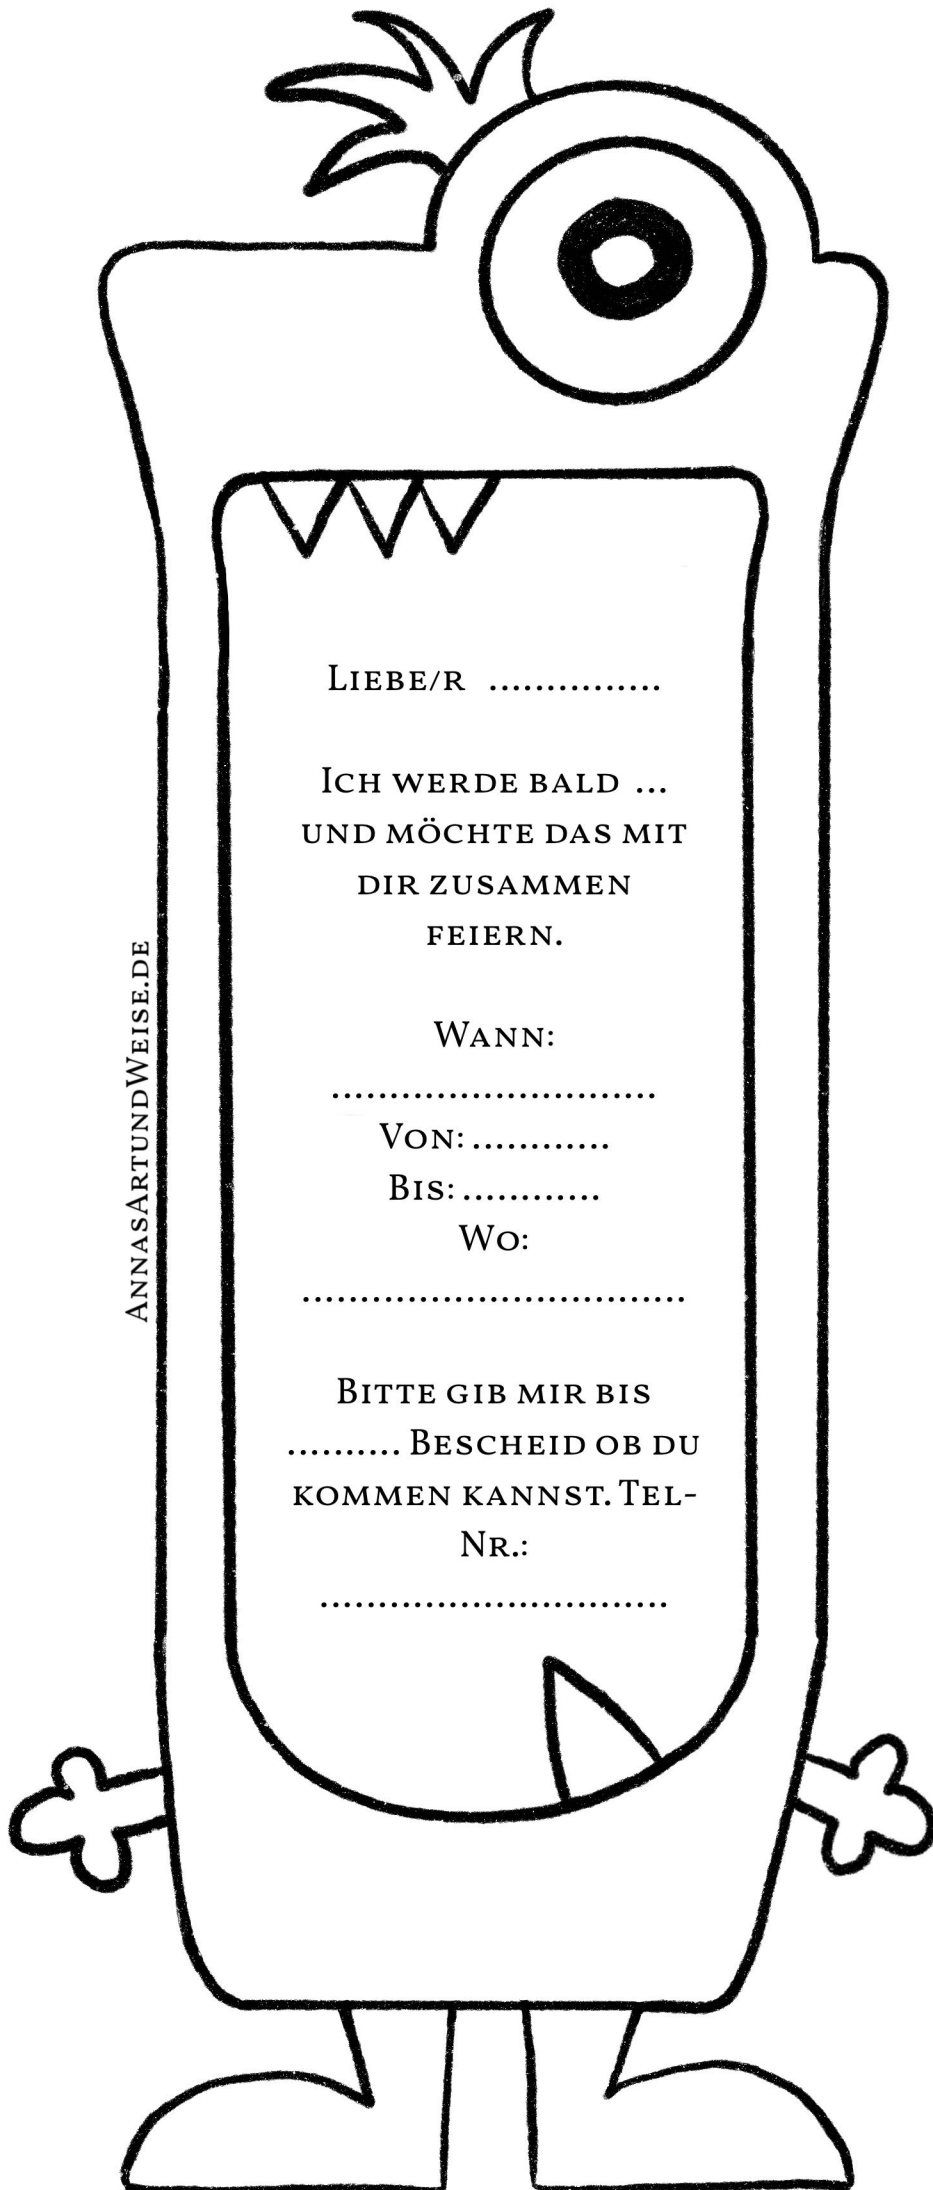 Liebe/r ...............
Ich werde bald ...
und möchte das mit
dir zusammen
feiern.
Wann:
............................
Von: ............
Bis: ............
Wo:
.................................
Bitte gib mir bis
.......... Bescheid ob du
kommen kannst. Tel-
Nr.:
..............................
AnnasArtundWeise.de